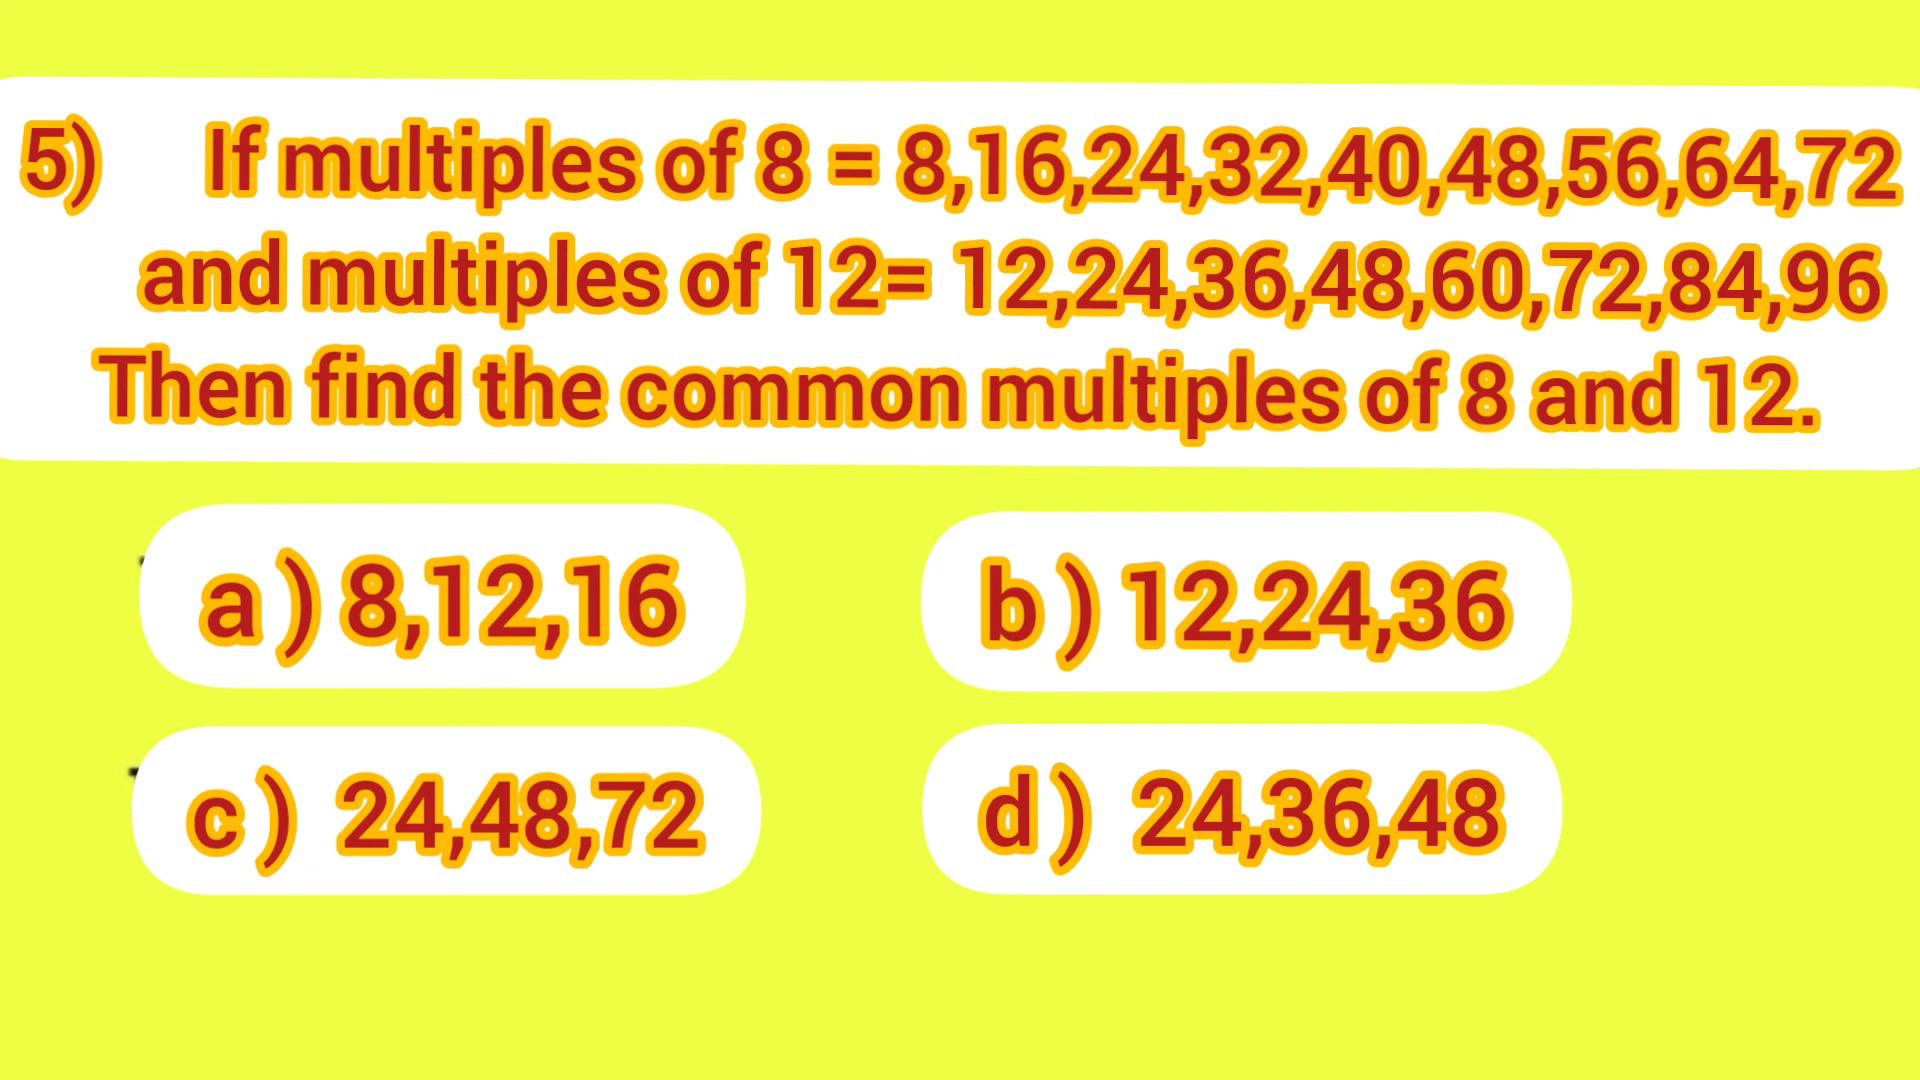 5) If multiples of 8 = 8,16,24,32,40,48,56,64,72
and multiples of 12= 12,24,36,48,60,72,84,96
Then find the common multiples of 8 and 12.
a) 8,12,16
b) 12,24,36
c) 24,48,72
d) 24,36,48